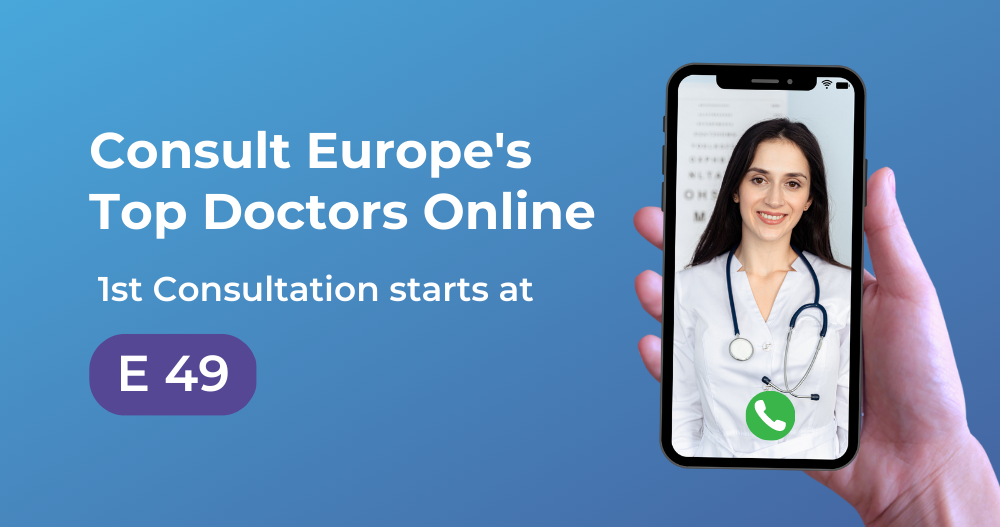 Consult Europe's
Top Doctors Online
1st Consultation starts at
E 49